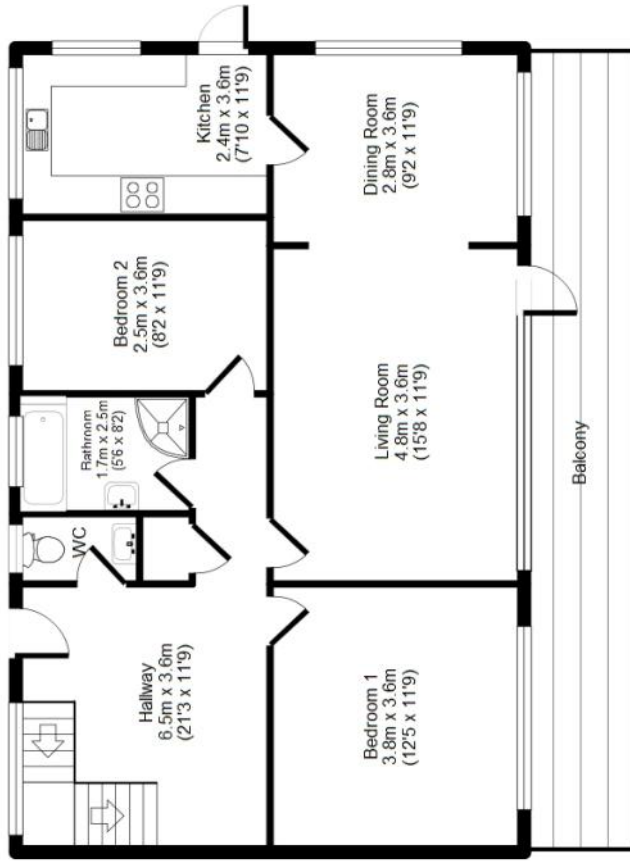 Kitchen
2.4m x 3.6m
(7'10 x 11'9)
Dining Room
2.8m x 3.6m
(9'2 x 11'9)
Bedroom 2
2.5m x 3.6m
(8'2 x 11'9)
Living Room
4.8m x 3.6m
(15'8 x 11'9)
Balcony
Bathroom
1.7m x 2.5m
(5'6 x 8'2)
WC
Hallway
6.5m x 3.6m
(21'3 x 11'9)
Bedroom 1
3.8m x 3.6m
(12'5 x 11'9)